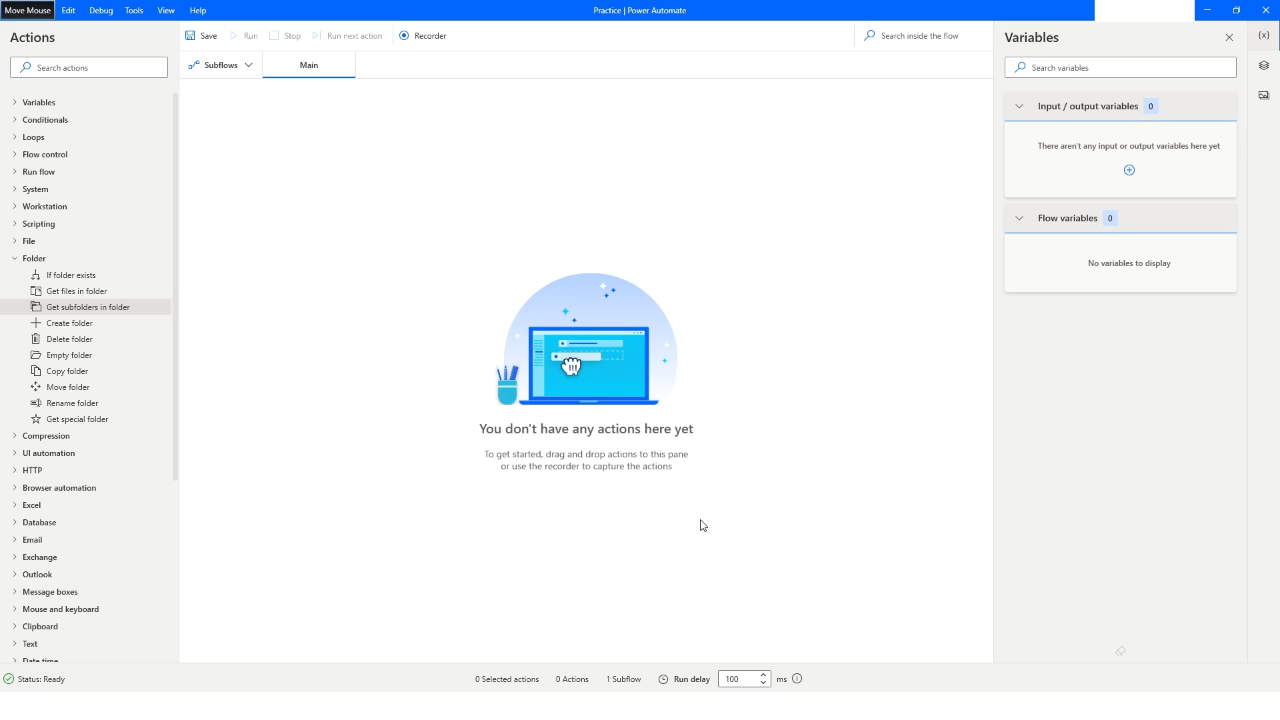 Move Mouse
Edit
Debug
Tools
View
Help
Practice | Power Automate
Actions
Search actions
Variables
Conditionals
Loops
Flow control
Run flow
System
Workstation
Scripting
File
Folder
If folder exists
Get files in folder
Get subfolders in folder
Create folder
Delete folder
Empty folder
Copy folder
Move folder
Rename folder
Get special folder
Compression
UI automation
HTTP
Browser automation
Excel
Database
Email
Exchange
Outlook
Message boxes
Mouse and keyboard
Clipboard
Text
Date time
Save
Run
Stop
Run next action
Recorder
Search inside the flow
Subflows
Main
You don't have any actions here yet
To get started, drag and drop actions to this pane
or use the recorder to capture the actions
Variables
{x}
Search variables
Input / output variables 0
There aren't any input or output variables here yet
Flow variables 0
No variables to display
Status: Ready
0 Selected actions
0 Actions
1 Subflow
Run delay
100
ms